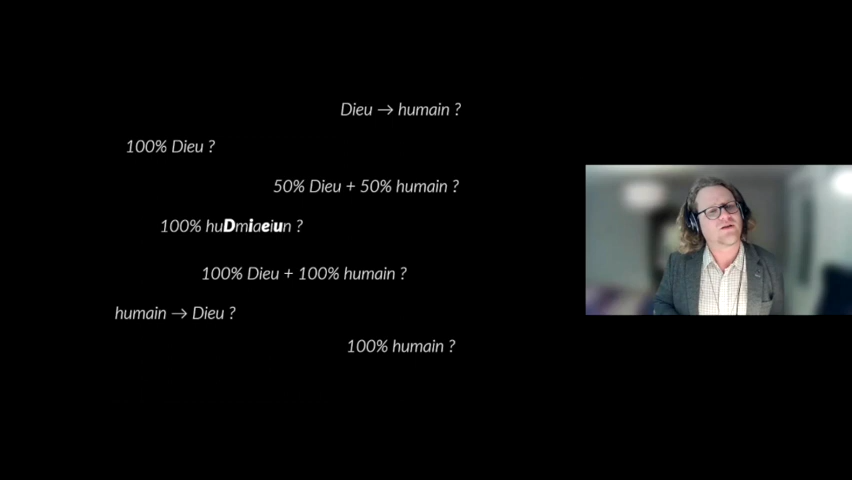 Dieu → humain ?
100% Dieu ?
50% Dieu + 50% humain ?
100% huDmiaeiun ?
100% Dieu + 100% humain ?
humain → Dieu ?
100% humain ?